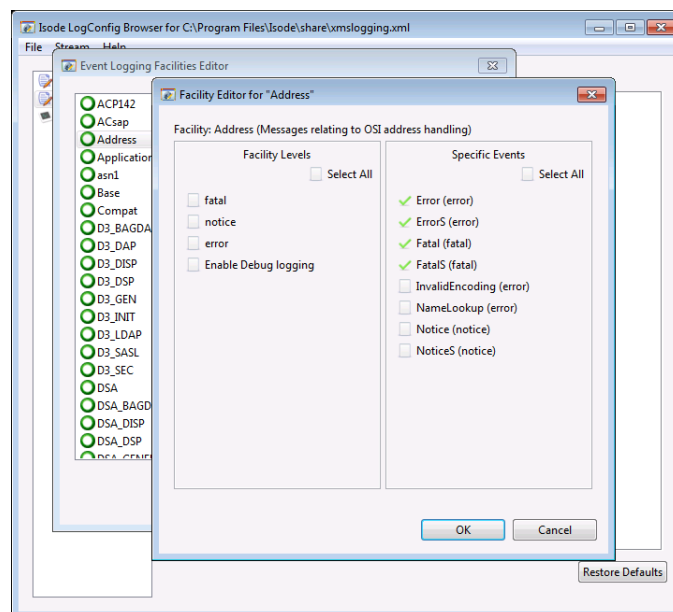 Isode LogConfig Browser for C:\Program Files\Isode\share\xmslogging.xml
File Stream Help
Event Logging Facilities Editor
ACP142
ACsap
Address
Application
asn1
Base
Compat
D3_BAGDA
D3_DAP
D3_DISP
D3_DSP
D3_GEN
D3_INIT
D3_LDAP
D3_SASL
D3_SEC
DSA
DSA_BAGD
DSA_DISP
DSA_DSP
Facility Editor for "Address"
Facility: Address (Messages relating to OSI address handling)
Facility Levels
Select All
fatal
notice
error
Enable Debug logging
Specific Events
Select All
Error (error)
ErrorS (error)
Fatal (fatal)
FatalS (fatal)
InvalidEncoding (error)
NameLookup (error)
Notice (notice)
NoticeS (notice)
OK
Cancel
Restore Defaults